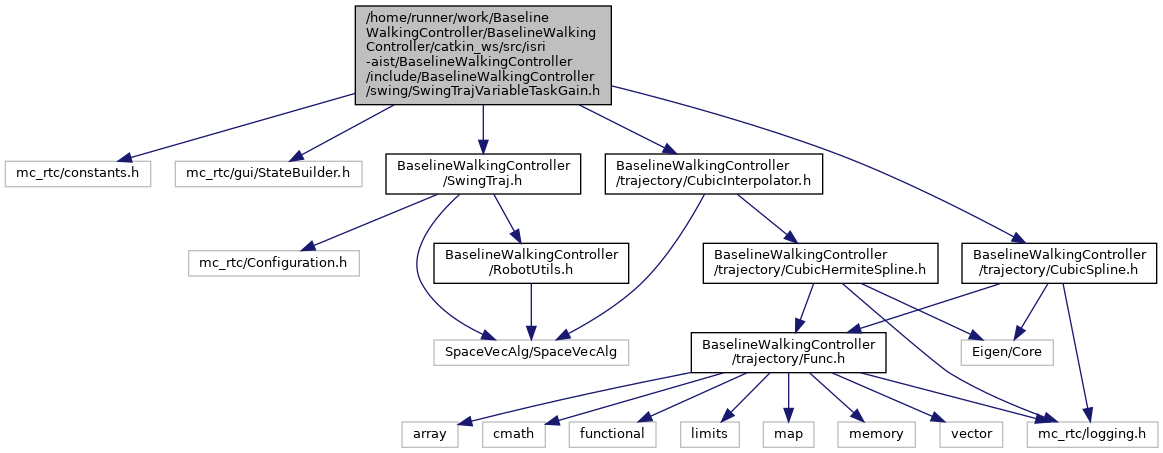 /home/runner/work/Baseline
WalkingController/BaselineWalking
Controller/catkin_ws/src/isri
-aist/BaselineWalkingController
/include/BaselineWalkingController
/swing/SwingTrajVariableTaskGain.h
mc_rtc/constants.h
mc_rtc/gui/StateBuilder.h
BaselineWalkingController
/SwingTraj.h
BaselineWalkingController
/trajectory/CubicInterpolator.h
mc_rtc/Configuration.h
BaselineWalkingController
/RobotUtils.h
BaselineWalkingController
/trajectory/CubicHermiteSpline.h
BaselineWalkingController
/trajectory/CubicSpline.h
SpaceVecAlg/SpaceVecAlg
BaselineWalkingController
/trajectory/Func.h
Eigen/Core
array
cmath
functional
limits
map
memory
vector
mc_rtc/logging.h